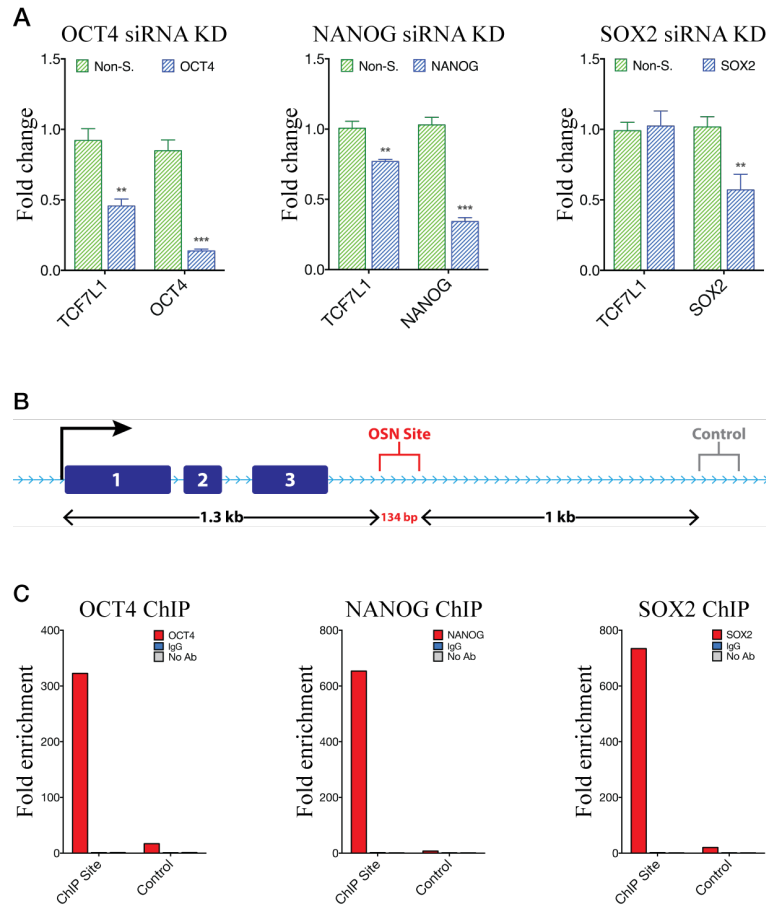 A
OCT4 siRNA KD
NANOG siRNA KD
SOX2 siRNA KD
Fold change
1.5
1.0
0.5
0.0
Non-S. OCT4
**
***
TCF7L1
OCT4
Fold change
1.5
1.0
0.5
0.0
Non-S. NANOG
**
***
TCF7L1
NANOG
Fold change
1.5
1.0
0.5
0.0
Non-S. SOX2
**
TCF7L1
SOX2
B
OSN Site
Control
1 2 3
1.3 kb 134 bp 1 kb
C
OCT4 ChIP
NANOG ChIP
SOX2 ChIP
Fold enrichment
400
300
200
100
0
OCT4
IgG
No Ab
ChIP Site
Control
Fold enrichment
800
600
400
200
0
NANOG
IgG
No Ab
ChIP Site
Control
Fold enrichment
800
600
400
200
0
SOX2
IgG
No Ab
ChIP Site
Control